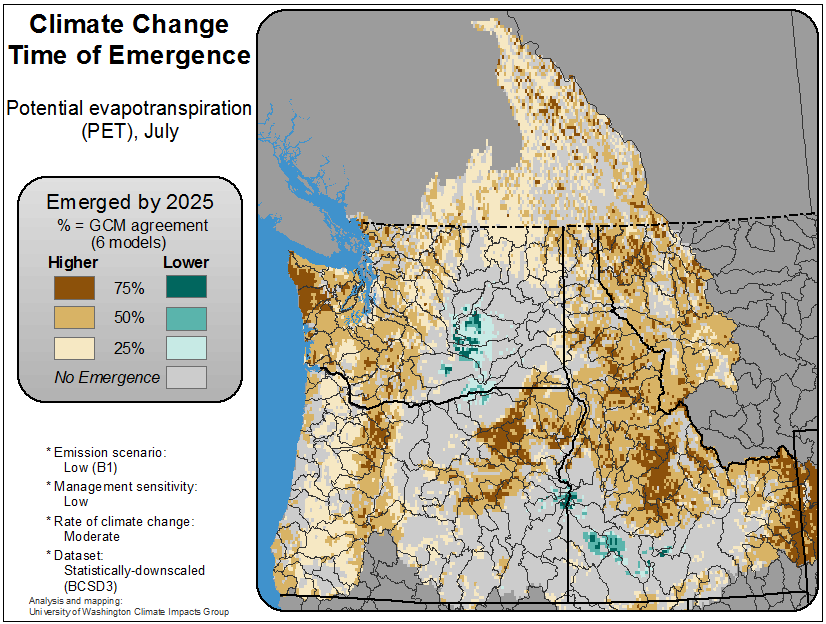 Climate Change
Time of Emergence
Potential evapotranspiration
(PET), July
Emerged by 2025
% = GCM agreement
(6 models)
Higher Lower
75%
50%
25%
No Emergence
* Emission scenario:
Low (B1)
* Management sensitivity:
Low
* Rate of climate change:
Moderate
* Dataset:
Statistically-downscaled
(BCSD3)
Analysis and mapping:
University of Washington Climate Impacts Group